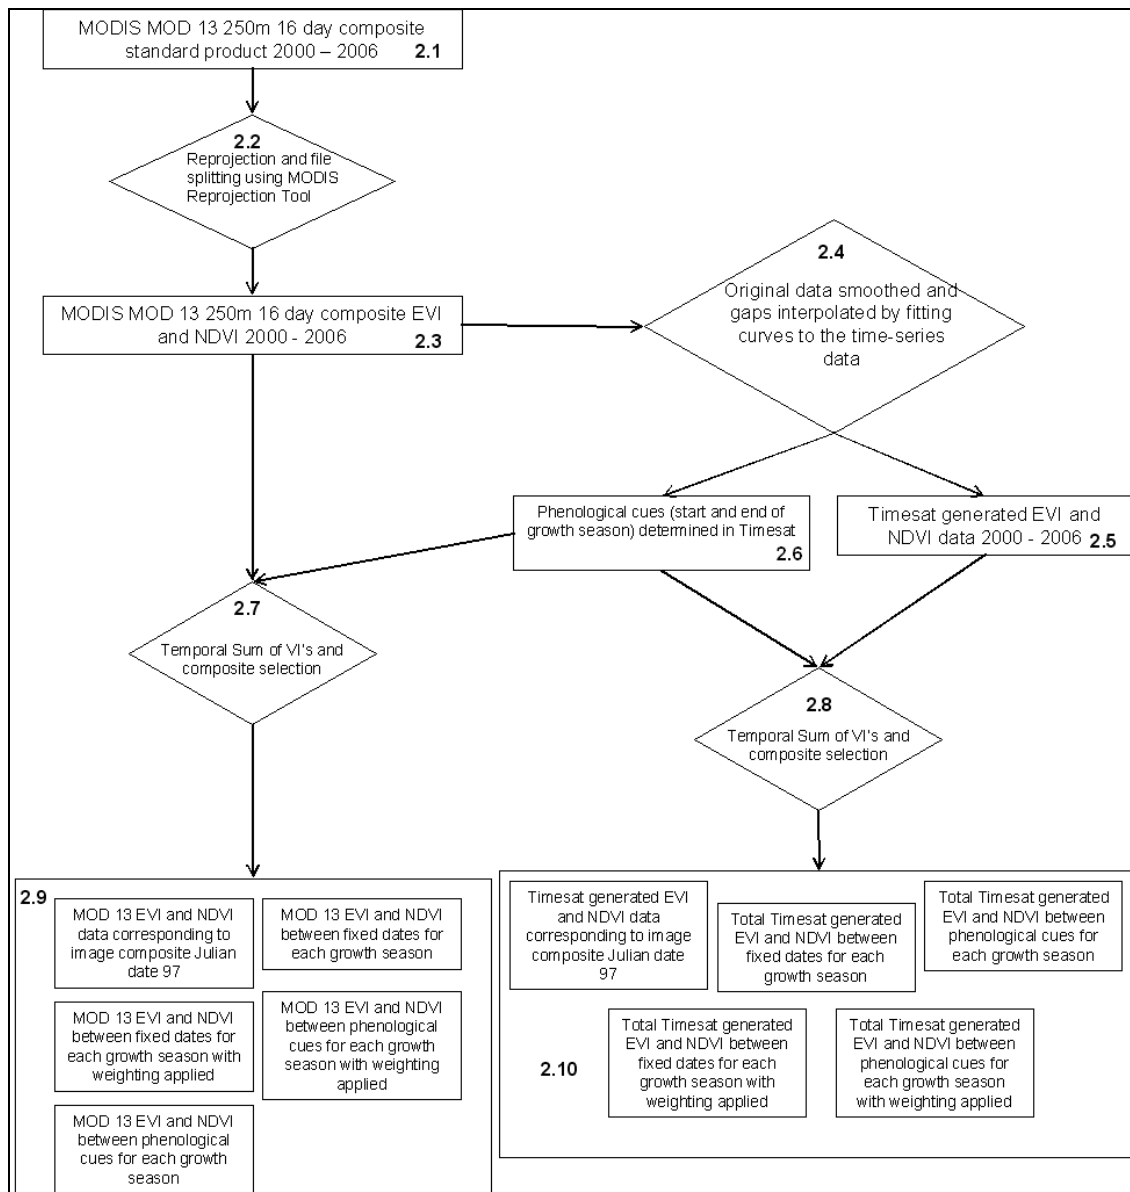 MODIS MOD 13 250m 16 day composite
standard product 2000 – 2006 2.1
2.2
Reprojection and file
splitting using MODIS
Reprojection Tool
MODIS MOD 13 250m 16 day composite EVI
and NDVI 2000 - 2006 2.3
2.4
Original data smoothed and
gaps interpolated by fitting
curves to the time-series
data
Phenological cues (start and end of
growth season) determined in Timesat
2.6
Timesat generated EVI and
NDVI data 2000 - 2006 2.5
2.7
Temporal Sum of VI's and
composite selection
2.8
Temporal Sum of VI's and
composite selection
2.9
MOD 13 EVI and NDVI
data corresponding to
image composite Julian
date 97
MOD 13 EVI and NDVI
between fixed dates for
each growth season
MOD 13 EVI and NDVI
between fixed dates for
each growth season with
weighting applied
MOD 13 EVI and NDVI
between phenological
cues for each growth
season with weighting
applied
MOD 13 EVI and NDVI
between phenological
cues for each growth
season
Timesat generated EVI
and NDVI data
corresponding to image
composite Julian date
97
Total Timesat generated
EVI and NDVI between
fixed dates for each
growth season
Total Timesat generated
EVI and NDVI between
phenological cues for
each growth season
2.10
Total Timesat generated
EVI and NDVI between
fixed dates for each
growth season with
weighting applied
Total Timesat generated
EVI and NDVI between
phenological cues for
each growth season
with weighting applied